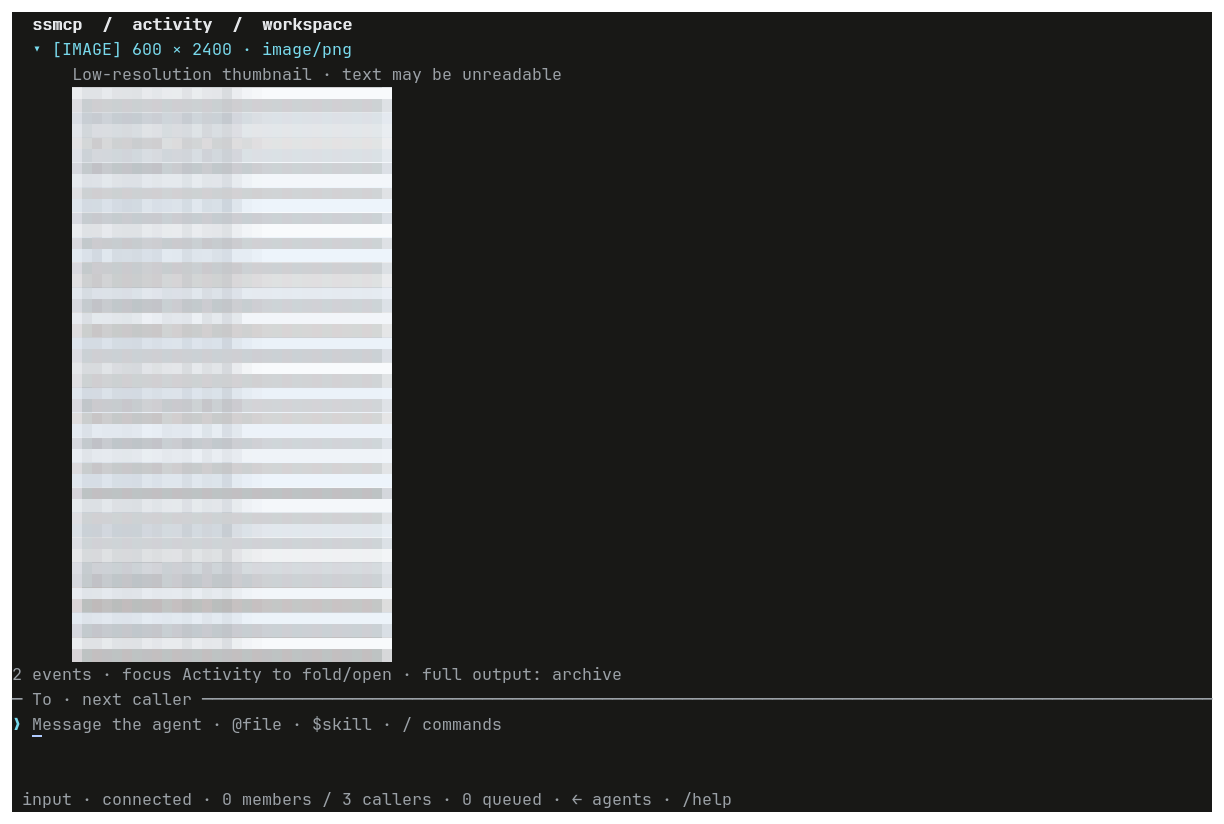 ssmcp / activity / workspace
▾ [IMAGE] 600 × 2400 · image/png
Low-resolution thumbnail · text may be unreadable
2 events · focus Activity to fold/open · full output: archive
─ To · next caller ─
❯ Message the agent · @file · $skill · / commands
input · connected · 0 members / 3 callers · 0 queued · ← agents · /help